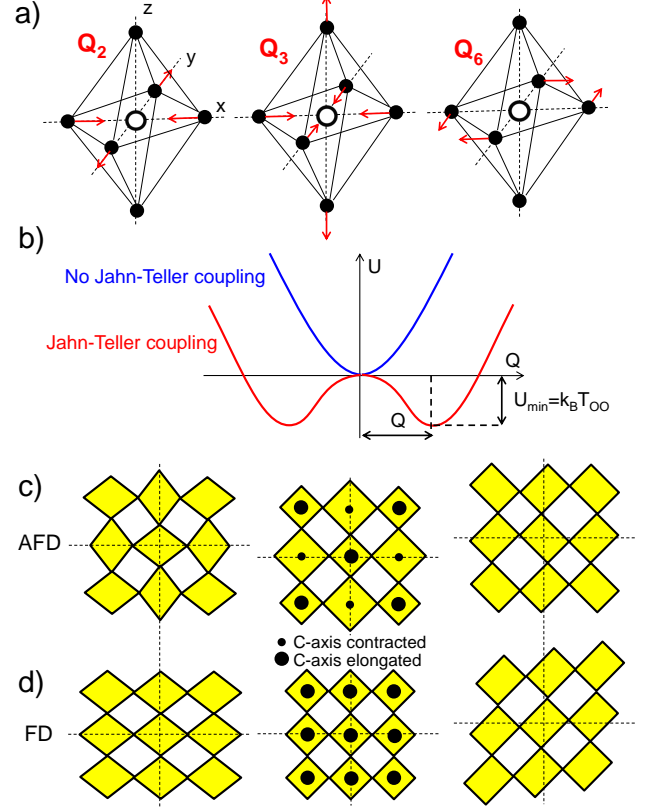 a)
z
y
x
Q2
Q3
Q6
b)
U
No Jahn-Teller coupling
Jahn-Teller coupling
Q
Q
Umin=kBTOO
c)
AFD
C-axis contracted
C-axis elongated
d)
FD